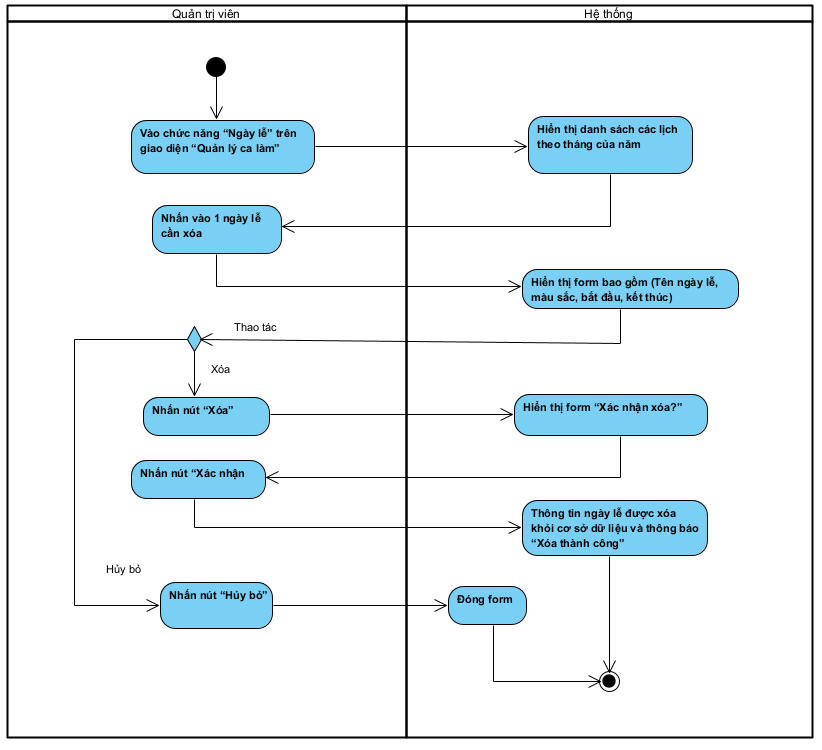 Quản trị viên
Hệ thống
Vào chức năng “Ngày lễ” trên
giao diện “Quản lý ca làm”
Hiển thị danh sách các lịch
theo tháng của năm
Nhấn vào 1 ngày lễ
cần xóa
Hiển thị form bao gồm (Tên ngày lễ,
màu sắc, bắt đầu, kết thúc)
Thao tác
Xóa
Nhấn nút “Xóa”
Hiển thị form “Xác nhận xóa?”
Nhấn nút “Xác nhận
Thông tin ngày lễ được xóa
khỏi cơ sở dữ liệu và thông báo
“Xóa thành công”
Hủy bỏ
Nhấn nút “Hủy bỏ”
Đóng form